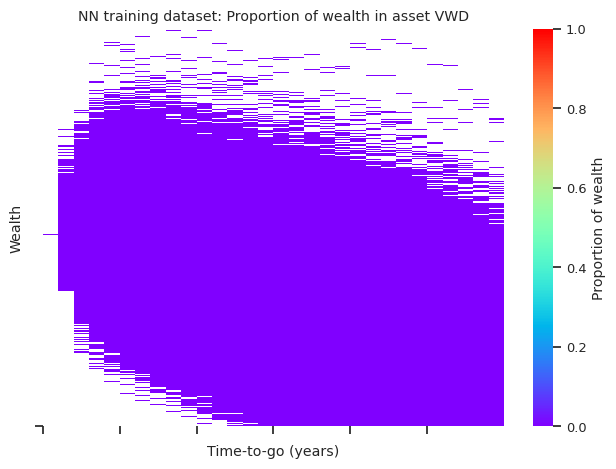 NN training dataset: Proportion of wealth in asset VWD
Wealth
Time-to-go (years)
1.0
0.8
0.6
0.4
0.2
0.0
Proportion of wealth